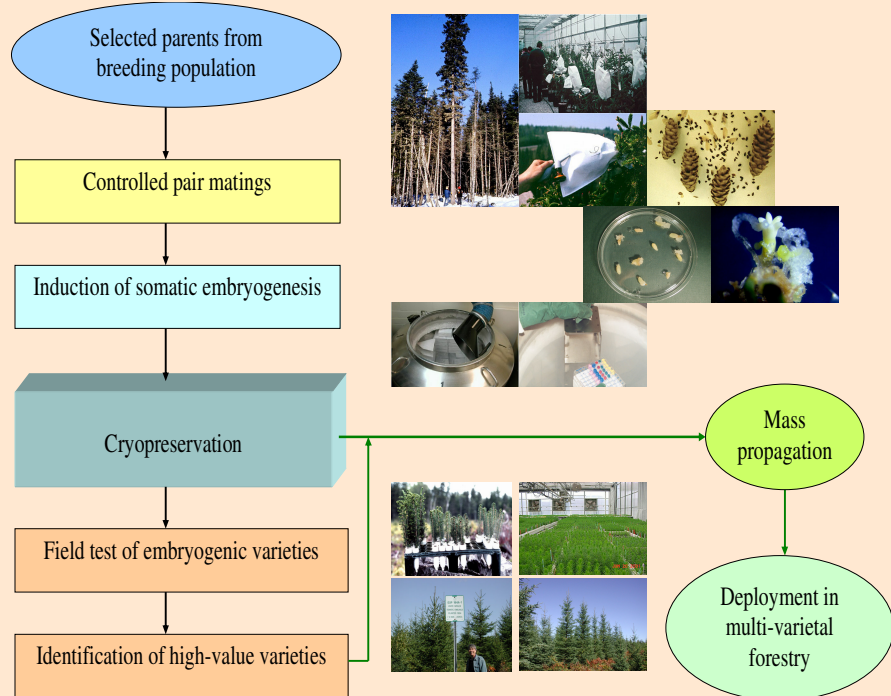 Selected parents from
breeding population
Controlled pair matings
Induction of somatic embryogenesis
Cryopreservation
Mass
propagation
Field test of embryogenic varieties
Identification of high-value varieties
Deployment in
multi-varietal
forestry